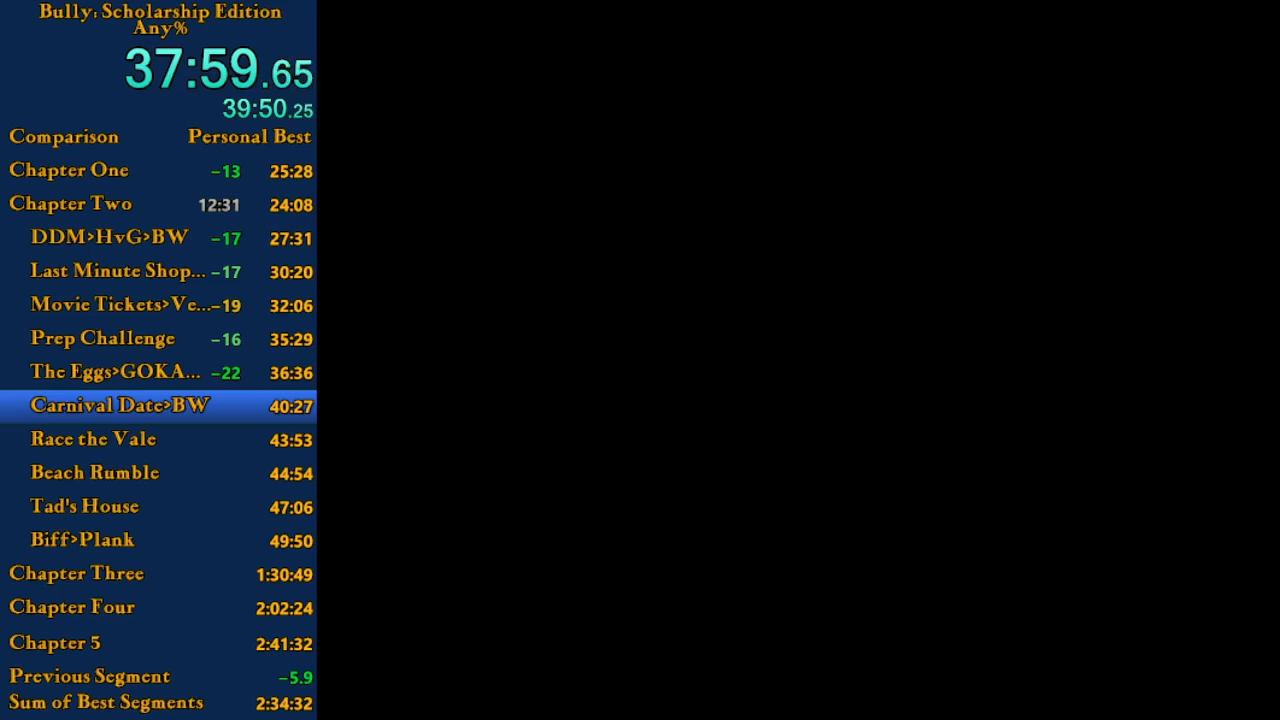 Bully: Scholarship Edition
Any%
37:59.65
39:50.25
Comparison Personal Best
Chapter One -13 25:28
Chapter Two 12:31 24:08
DDM>HvG>BW -17 27:31
Last Minute Shop... -17 30:20
Movie Tickets>Ve... -19 32:06
Prep Challenge -16 35:29
The Eggs>GOKA... -22 36:36
Carnival Date>BW 40:27
Race the Vale 43:53
Beach Rumble 44:54
Tad's House 47:06
Biff>Plank 49:50
Chapter Three 1:30:49
Chapter Four 2:02:24
Chapter 5 2:41:32
Previous Segment -5.9
Sum of Best Segments 2:34:32